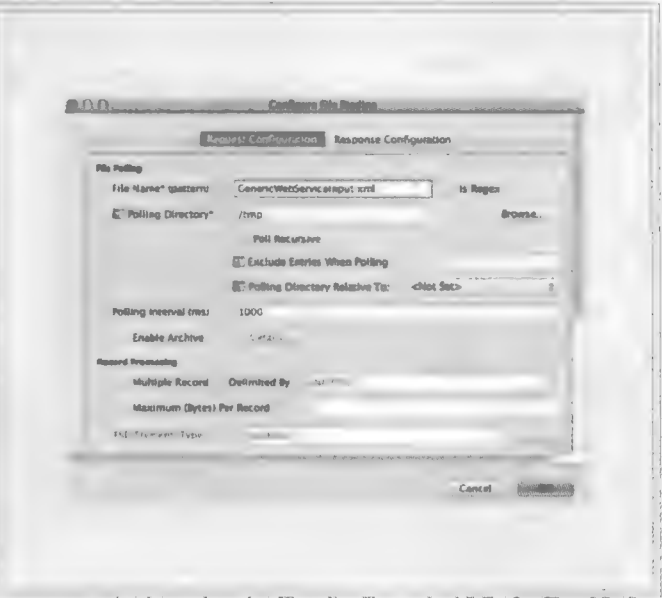 Configure File Binding
Request Configuration Response Configuration
File Polling
File Name* (pattern): GenericWebServiceInput.xml Is Regex
Polling Directory* /tmp Browse..
Poll Recursive
Exclude Entries When Polling
Polling Directory Relative To: <Not Set>
Polling Interval (ms) 1000
Enable Archive
Record Processing
Multiple Record Delimited By
Maximum (Bytes) Per Record
Cancel